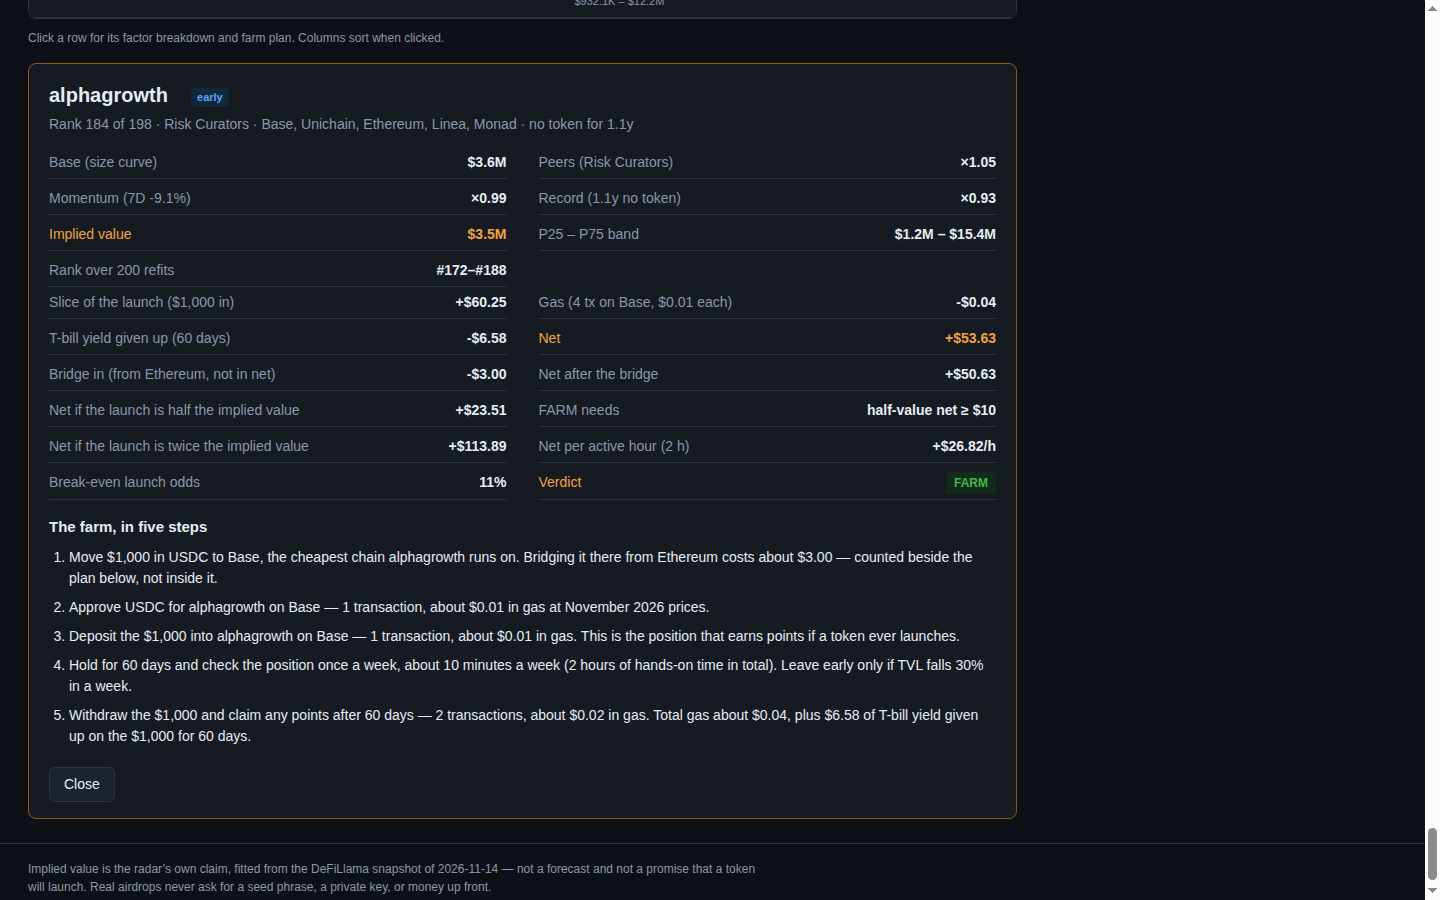 $932.1K – $12.2M
Click a row for its factor breakdown and farm plan. Columns sort when clicked.
alphagrowth early
Rank 184 of 198 · Risk Curators · Base, Unichain, Ethereum, Linea, Monad · no token for 1.1y
Base (size curve) $3.6M
Peers (Risk Curators) ×1.05
Momentum (7D -9.1%) ×0.99
Record (1.1y no token) ×0.93
Implied value $3.5M
P25 – P75 band $1.2M – $15.4M
Rank over 200 refits #172–#188
Slice of the launch ($1,000 in) +$60.25
Gas (4 tx on Base, $0.01 each) -$0.04
T-bill yield given up (60 days) -$6.58
Net +$53.63
Bridge in (from Ethereum, not in net) -$3.00
Net after the bridge +$50.63
Net if the launch is half the implied value +$23.51
FARM needs half-value net ≥ $10
Net if the launch is twice the implied value +$113.89
Net per active hour (2 h) +$26.82/h
Break-even launch odds 11%
Verdict FARM
The farm, in five steps
1. Move $1,000 in USDC to Base, the cheapest chain alphagrowth runs on. Bridging it there from Ethereum costs about $3.00 — counted beside the
plan below, not inside it.
2. Approve USDC for alphagrowth on Base — 1 transaction, about $0.01 in gas at November 2026 prices.
3. Deposit the $1,000 into alphagrowth on Base — 1 transaction, about $0.01 in gas. This is the position that earns points if a token ever launches.
4. Hold for 60 days and check the position once a week, about 10 minutes a week (2 hours of hands-on time in total). Leave early only if TVL falls 30%
in a week.
5. Withdraw the $1,000 and claim any points after 60 days — 2 transactions, about $0.02 in gas. Total gas about $0.04, plus $6.58 of T-bill yield given
up on the $1,000 for 60 days.
Close
Implied value is the radar’s own claim, fitted from the DeFiLlama snapshot of 2026-11-14 — not a forecast and not a promise that a token
will launch. Real airdrops never ask for a seed phrase, a private key, or money up front.